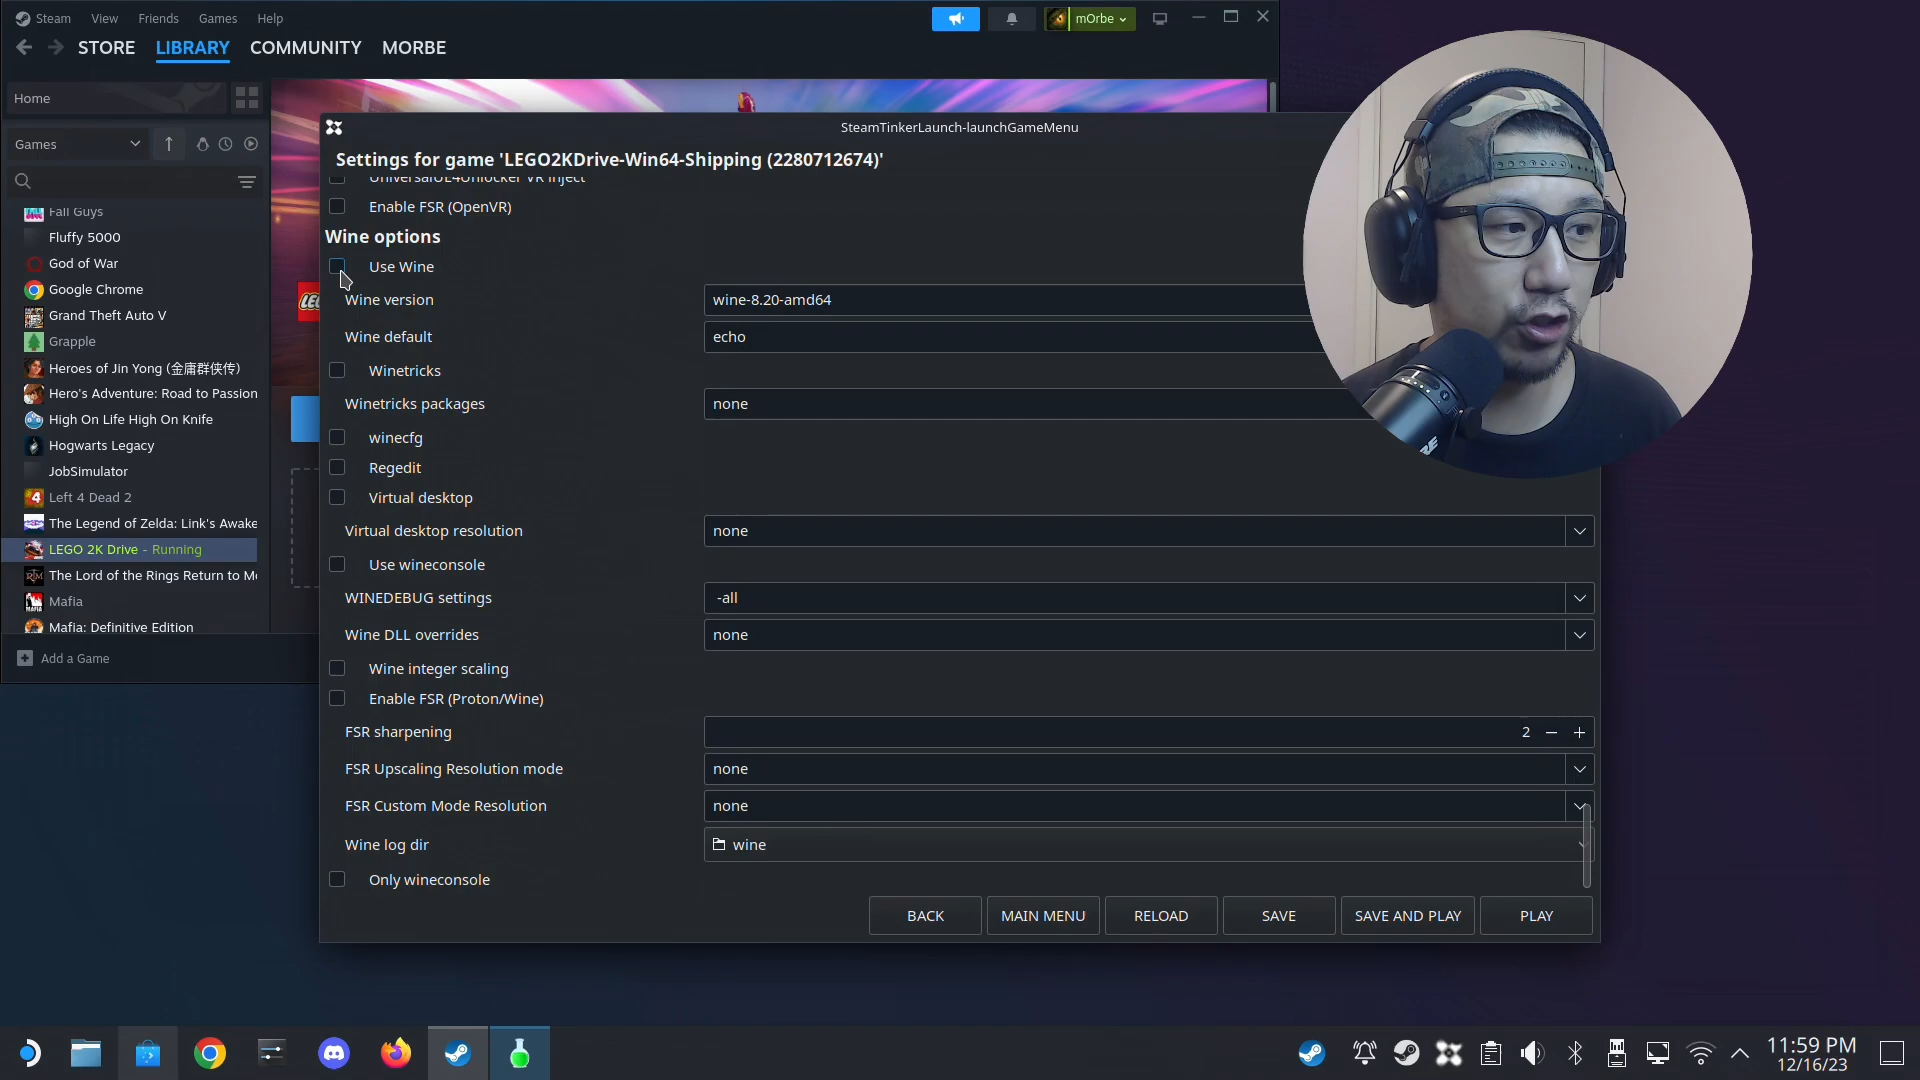 Steam View Friends Games Help
mOrbe
STORE LIBRARY COMMUNITY MORBE
Home
Games
Fall Guys
Fluffy 5000
God of War
Google Chrome
Grand Theft Auto V
Grapple
Heroes of Jin Yong (金庸群侠传)
Hero's Adventure: Road to Passion
High On Life High On Knife
Hogwarts Legacy
JobSimulator
Left 4 Dead 2
The Legend of Zelda: Link's Awake
LEGO 2K Drive - Running
The Lord of the Rings Return to Mo
Mafia
Mafia: Definitive Edition
Add a Game
SteamTinkerLaunch-launchGameMenu
Settings for game 'LEGO2KDrive-Win64-Shipping (2280712674)'
UniversalUE4Unlocker VR inject
Enable FSR (OpenVR)
Wine options
Use Wine
Wine version wine-8.20-amd64
Wine default echo
Winetricks
Winetricks packages none
winecfg
Regedit
Virtual desktop
Virtual desktop resolution none
Use wineconsole
WINEDEBUG settings -all
Wine DLL overrides none
Wine integer scaling
Enable FSR (Proton/Wine)
FSR sharpening 2
FSR Upscaling Resolution mode none
FSR Custom Mode Resolution none
Wine log dir wine
Only wineconsole
BACK MAIN MENU RELOAD SAVE SAVE AND PLAY PLAY
11:59 PM
12/16/23